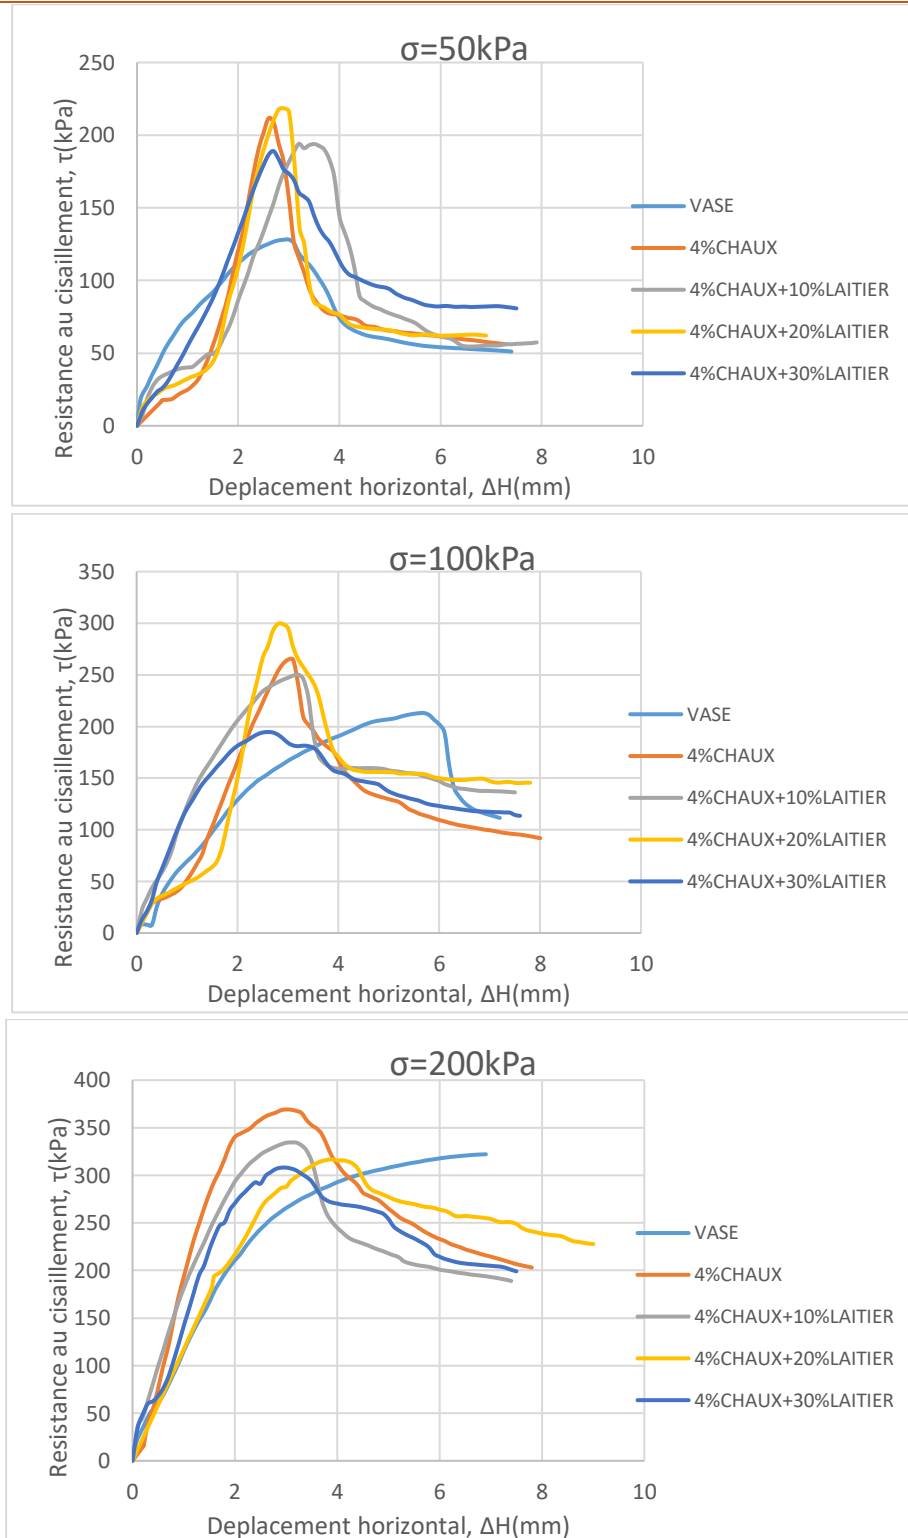 σ=50kPa
250
200
150
100
50
0
0 2 4 6 8 10
Resistance au cisaillement, τ(kPa)
Deplacement horizontal, ΔH(mm)
VASE
4%CHAUX
4%CHAUX+10%LAITIER
4%CHAUX+20%LAITIER
4%CHAUX+30%LAITIER
σ=100kPa
350
300
250
200
150
100
50
0
0 2 4 6 8 10
Resistance au cisaillement, τ(kPa)
Deplacement horizontal, ΔH(mm)
VASE
4%CHAUX
4%CHAUX+10%LAITIER
4%CHAUX+20%LAITIER
4%CHAUX+30%LAITIER
σ=200kPa
400
350
300
250
200
150
100
50
0
0 2 4 6 8 10
Resistance au cisaillement, τ(kPa)
Deplacement horizontal, ΔH(mm)
VASE
4%CHAUX
4%CHAUX+10%LAITIER
4%CHAUX+20%LAITIER
4%CHAUX+30%LAITIER